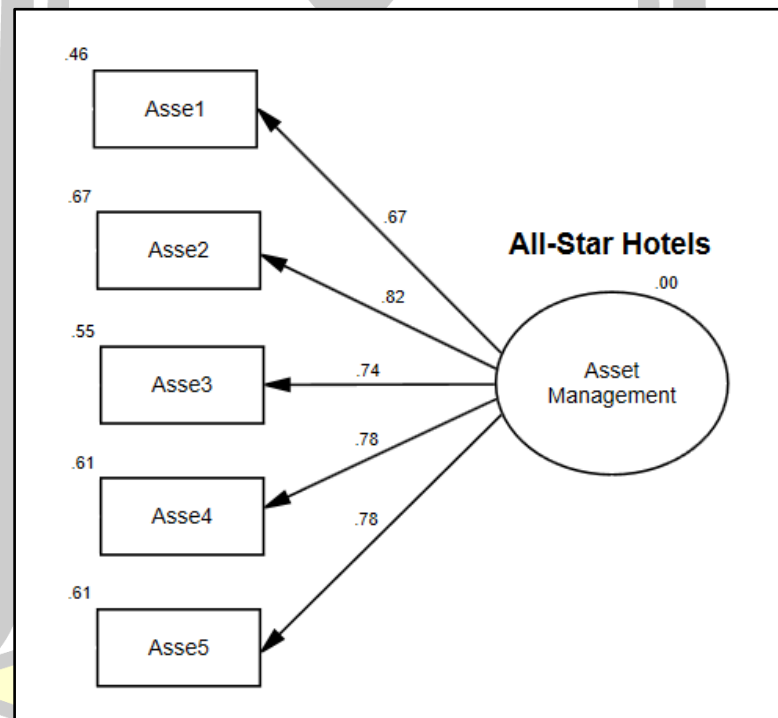 .46
Asse1
.67
.67
Asse2
All-Star Hotels
.00
.82
.55
Asse3
.74
Asset
Management
.61
Asse4
.78
.78
.61
Asse5